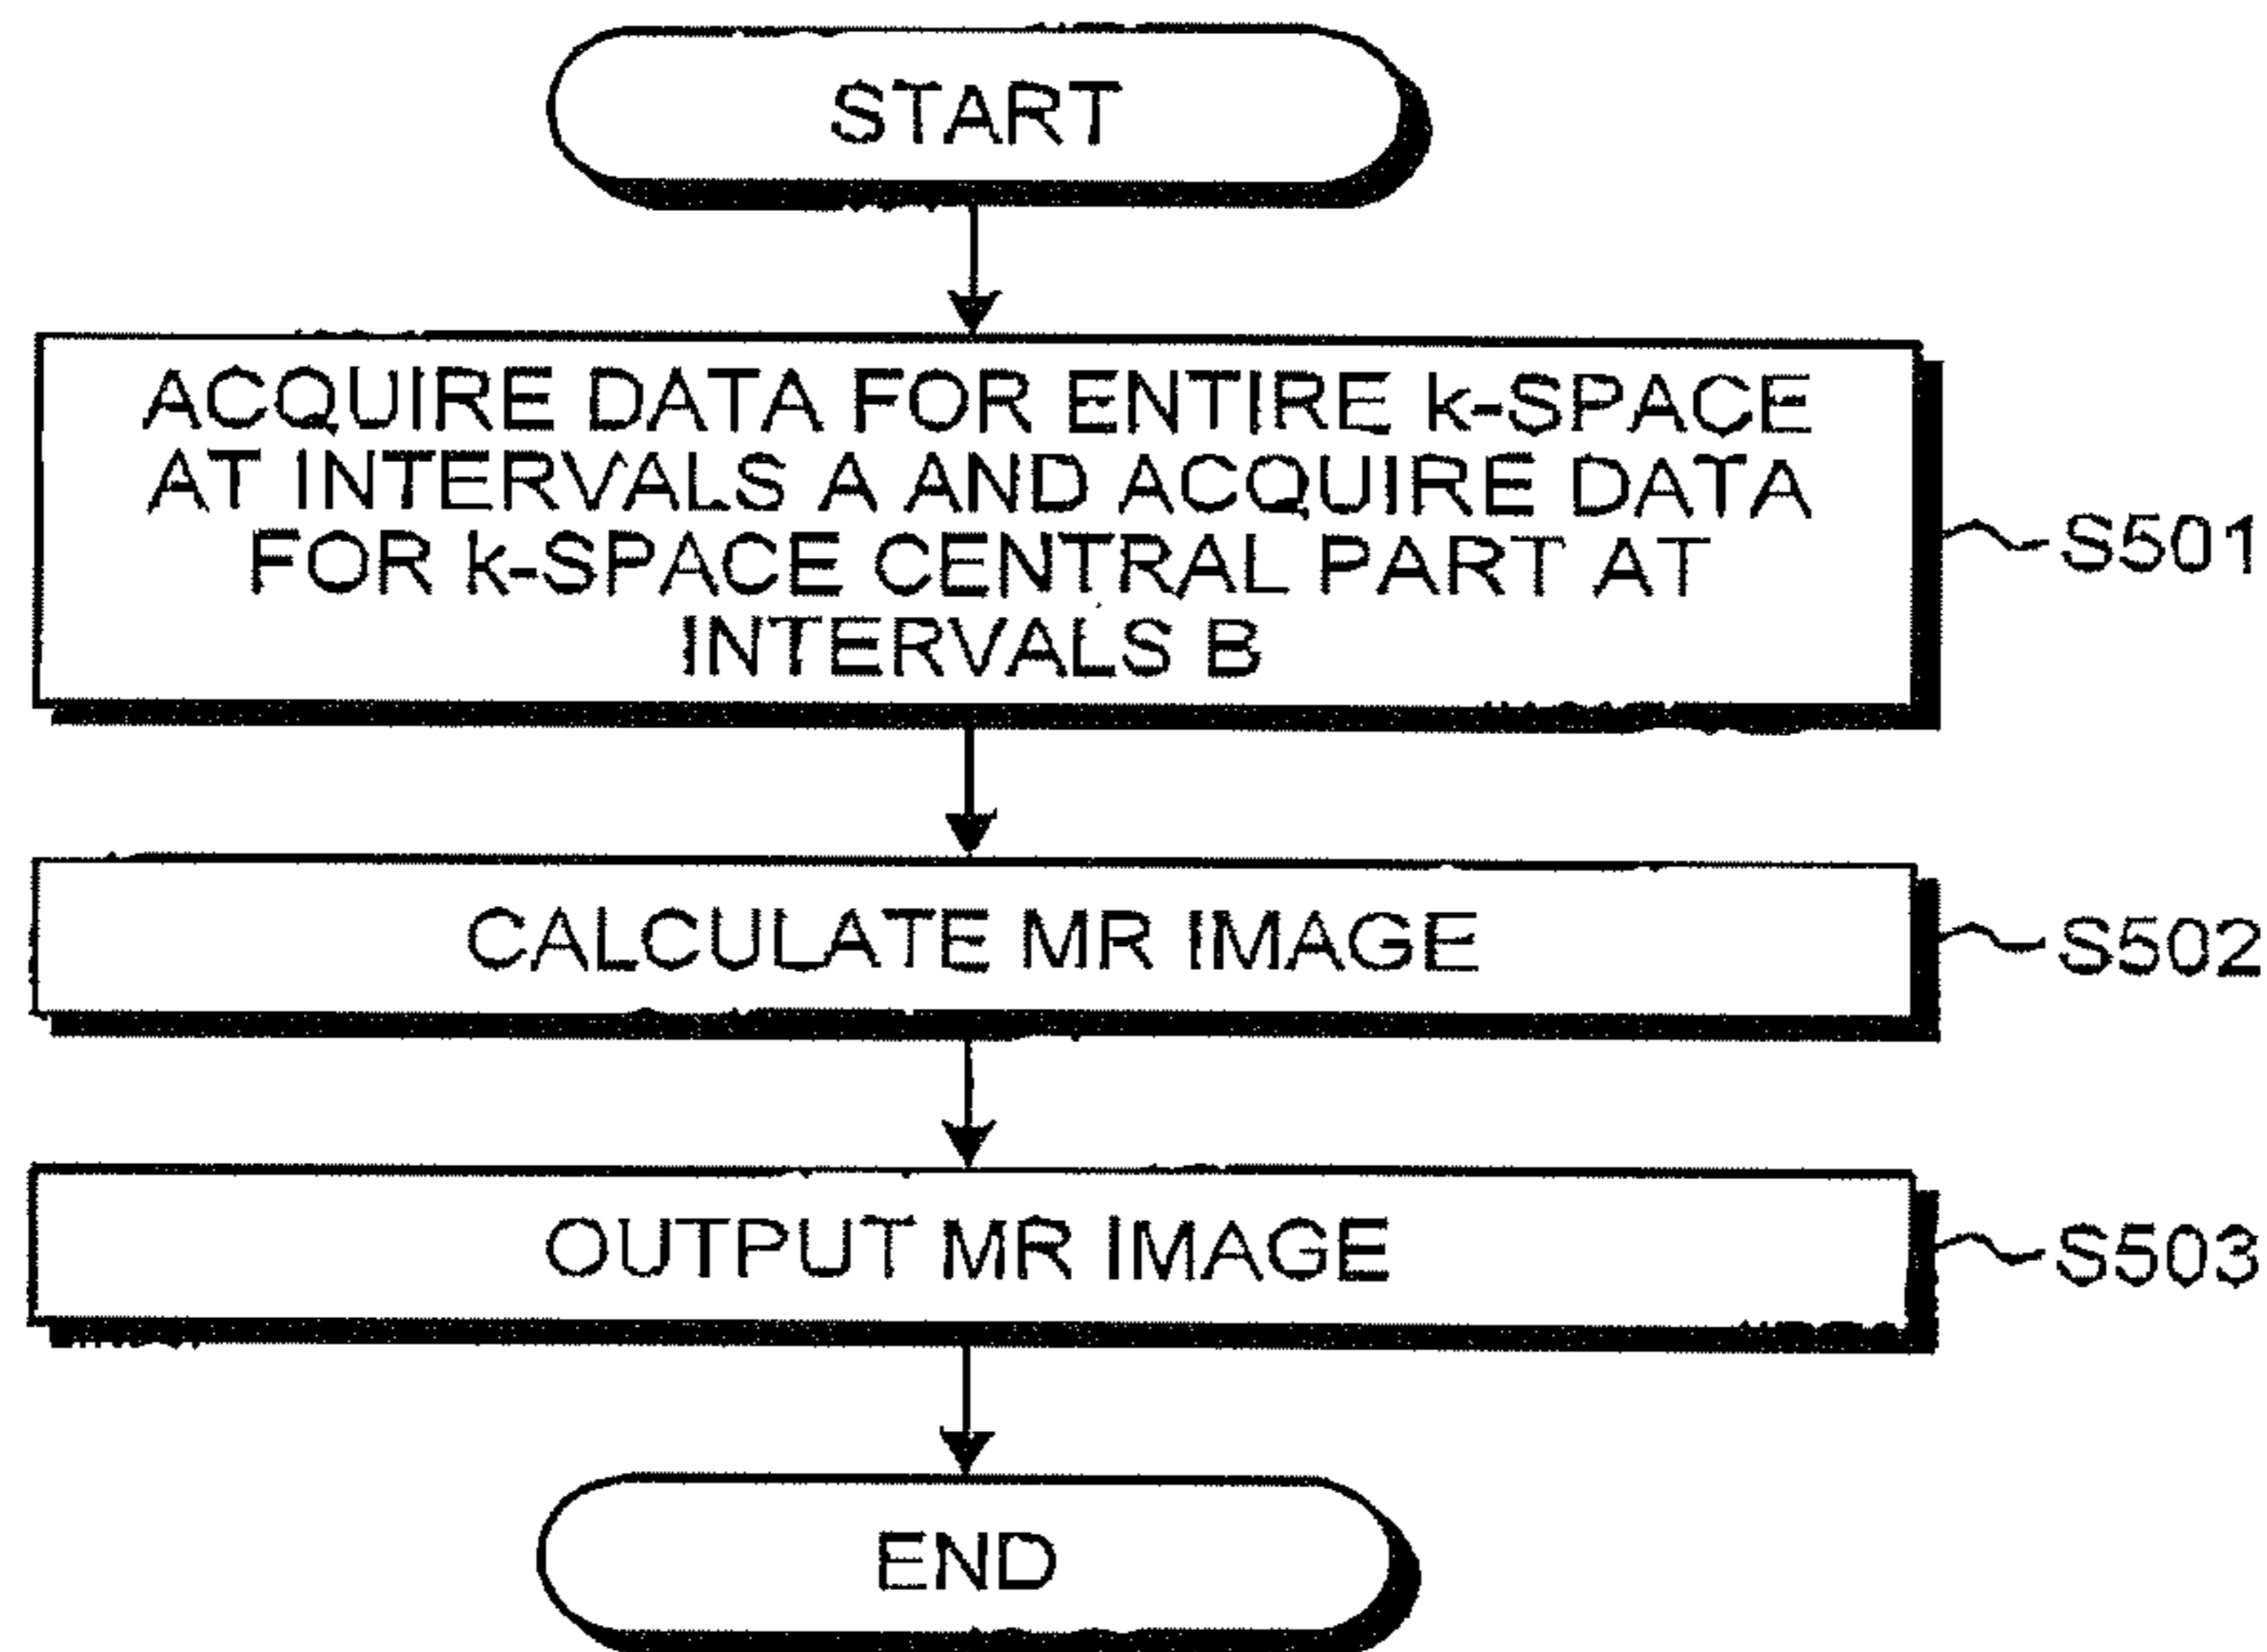 START
ACQUIRE DATA FOR ENTIRE k-SPACE
AT INTERVALS A AND ACQUIRE DATA
FOR k-SPACE CENTRAL PART AT
INTERVALS B
S501
CALCULATE MR IMAGE
S502
OUTPUT MR IMAGE
S503
END